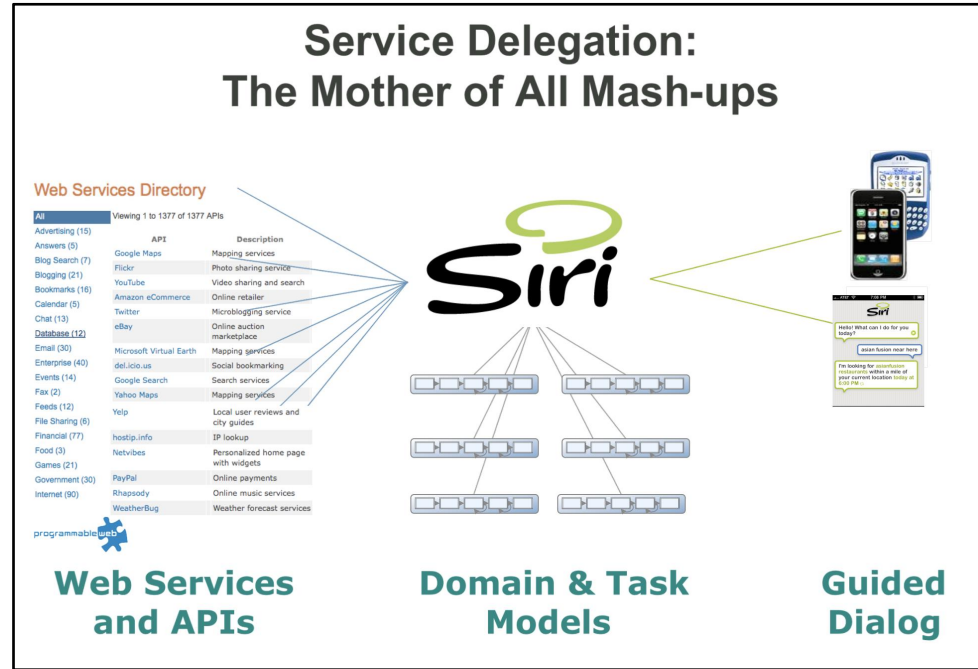 Service Delegation:
The Mother of All Mash-ups
Web Services Directory
All
Advertising (15)
Answers (5)
Blog Search (7)
Blogging (21)
Bookmarks (16)
Calendar (5)
Chat (13)
Database (12)
Email (30)
Enterprise (40)
Events (14)
Fax (2)
Feeds (12)
File Sharing (6)
Financial (77)
Food (3)
Games (21)
Government (30)
Internet (90)
Viewing 1 to 1377 of 1377 APIs
API Description
Google Maps Mapping services
Flickr Photo sharing service
YouTube Video sharing and search
Amazon eCommerce Online retailer
Twitter Microblogging service
eBay Online auction
marketplace
Microsoft Virtual Earth Mapping services
del.icio.us Social bookmarking
Google Search Search services
Yahoo Maps Mapping services
Yelp Local user reviews and
city guides
hostip.info IP lookup
Netvibes Personalized home page
with widgets
PayPal Online payments
Rhapsody Online music services
WeatherBug Weather forecast services
programmableweb
Siri
AT&T 7:06 PM
Siri
Hello! What can I do for you
today?
asian fusion near here
I'm looking for asianfusion
restaurants within a mile of
your current location today at
8:00 PM
Web Services
and APIs
Domain & Task
Models
Guided
Dialog